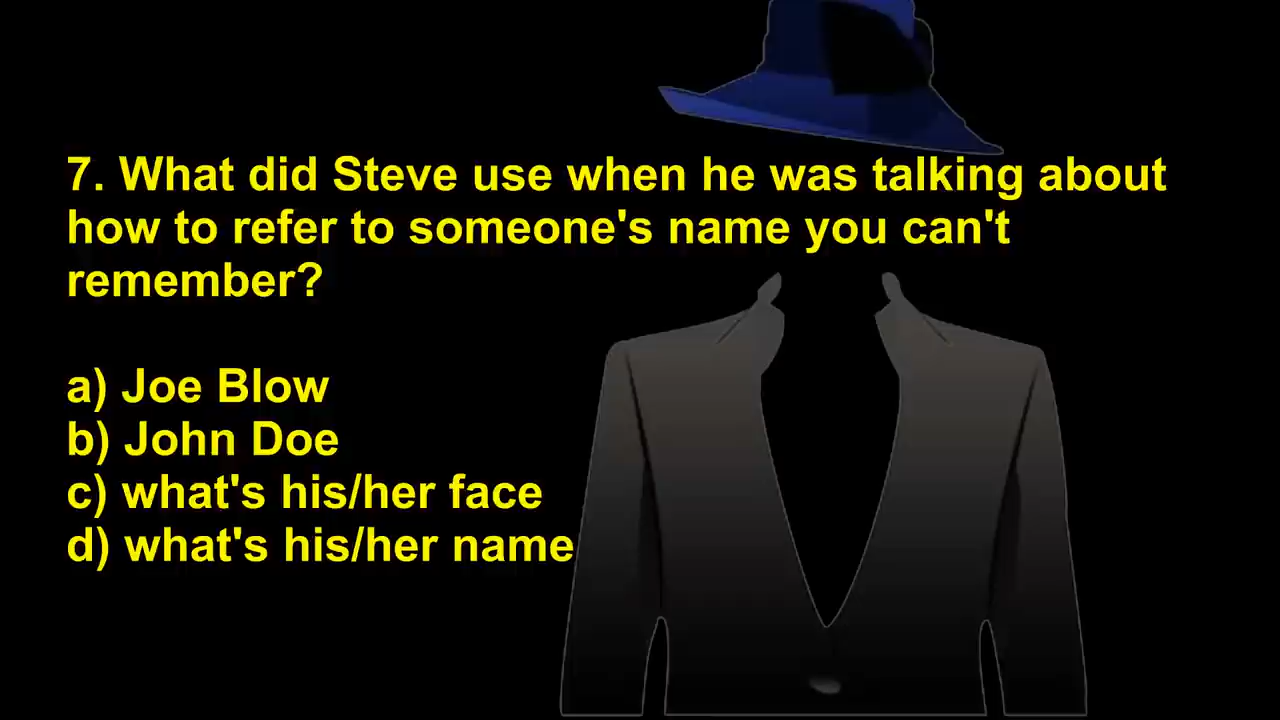 7. What did Steve use when he was talking about
how to refer to someone's name you can't
remember?
a) Joe Blow
b) John Doe
c) what's his/her face
d) what's his/her name